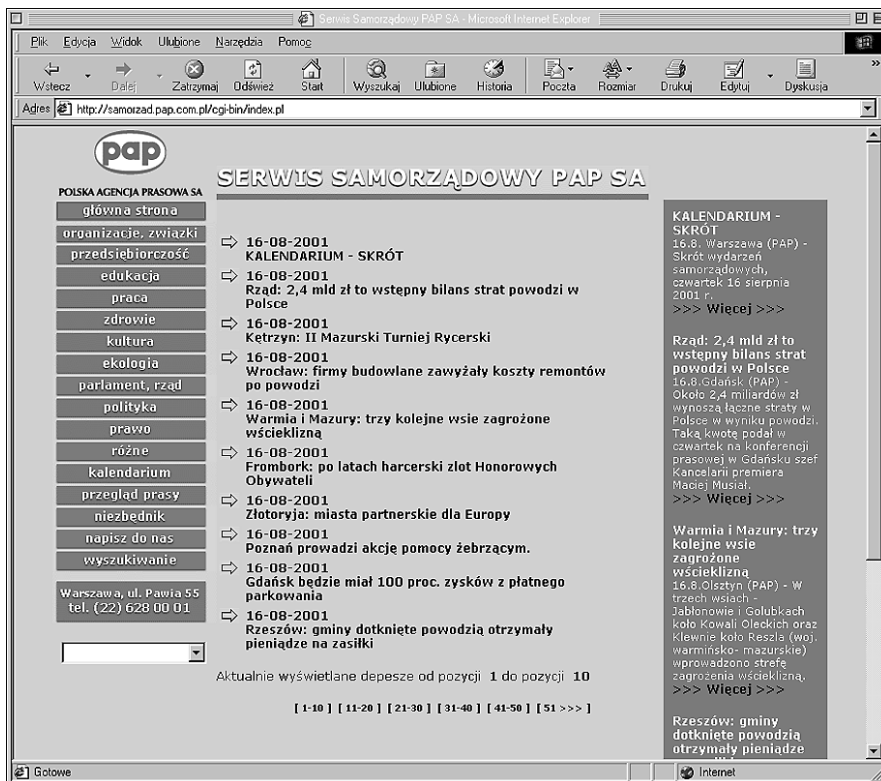 Serwis Samorządowy PAP SA - Microsoft Internet Explorer
Plik Edycja Widok Ulubione Narzędzia Pomoc
Wstecz Dalej Zatrzymaj Odśwież Start Wyszukaj Ulubione Historia Poczta Rozmiar Drukuj Edytuj Dyskusja
Adres http://samorzad.pap.com.pl/cgi-bin/index.pl
pap
POLSKA AGENCJA PRASOWA SA
SERWIS SAMORZĄDOWY PAP SA
główna strona
organizacje, związki
przedsiębiorczość
edukacja
praca
zdrowie
kultura
ekologia
parlament, rząd
polityka
prawo
różne
kalendarium
przegląd prasy
niezbędnik
napisz do nas
wyszukiwanie
Warszawa, ul. Pawia 55
tel. (22) 628 00 01
16-08-2001
KALENDARIUM - SKRÓT
16-08-2001
Rząd: 2,4 mld zł to wstępny bilans strat powodzi w
Polsce
16-08-2001
Kętrzyn: II Mazurski Turniej Rycerski
16-08-2001
Wrocław: firmy budowlane zawyżały koszty remontów
po powodzi
16-08-2001
Warmia i Mazury: trzy kolejne wsie zagrożone
wścieklizną
16-08-2001
Frombork: po latach harcerski zlot Honorowych
Obywateli
16-08-2001
Złotoryja: miasta partnerskie dla Europy
16-08-2001
Poznań prowadzi akcję pomocy żebrzącym.
16-08-2001
Gdańsk będzie miał 100 proc. zysków z płatnego
parkowania
16-08-2001
Rzeszów: gminy dotknięte powodzią otrzymały
pieniądze na zasiłki
Aktualnie wyświetlane depesze od pozycji 1 do pozycji 10
[ 1-10 ] [ 11-20 ] [ 21-30 ] [ 31-40 ] [ 41-50 ] [ 51 >>> ]
KALENDARIUM -
SKRÓT
16.8. Warszawa (PAP) -
Skrót wydarzeń
samorządowych,
czwartek 16 sierpnia
2001 r.
>>> Więcej >>>
Rząd: 2,4 mld zł to
wstępny bilans strat
powodzi w Polsce
16.8.Gdańsk (PAP) -
Około 2,4 miliardów zł
wynoszą łączne straty w
Polsce w wyniku powodzi.
Taką kwotę podał w
czwartek na konferencji
prasowej w Gdańsku szef
Kancelarii premiera
Maciej Musiał.
>>> Więcej >>>
Warmia i Mazury: trzy
kolejne wsie
zagrożone
wścieklizną
16.8.Olsztyn (PAP) - W
trzech wsiach -
Jabłonowie i Golubkach
koło Kowali Oleckich oraz
Klewnie koło Reszla (woj.
warmińsko- mazurskie)
wprowadzono strefę
zagrożenia wścieklizną.
>>> Więcej >>>
Rzeszów: gminy
dotknięte powodzią
otrzymały pieniądze
Gotowe
Internet